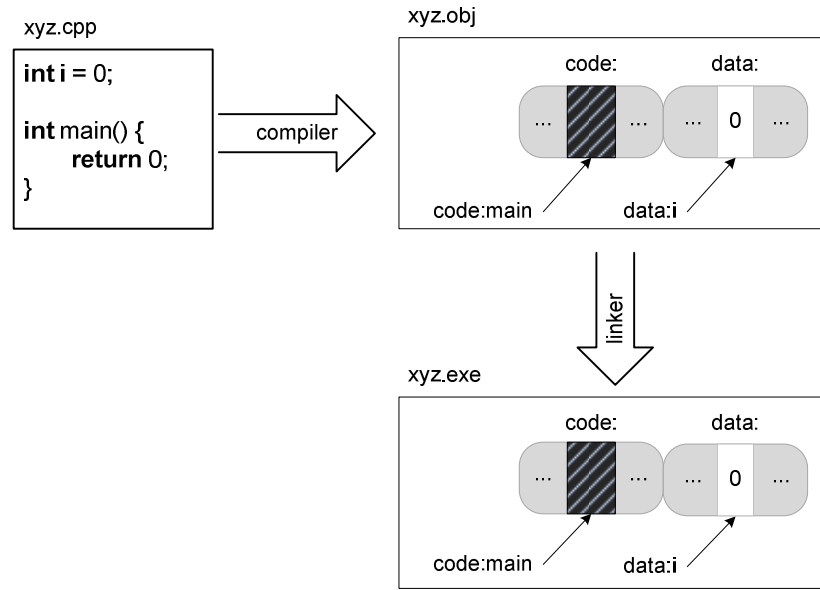 xyz.cpp
int i = 0;
int main() {
return 0;
}
compiler
xyz.obj
code: data:
... ... ... 0 ...
code:main data:i
linker
xyz.exe
code: data:
... ... ... 0 ...
code:main data:i